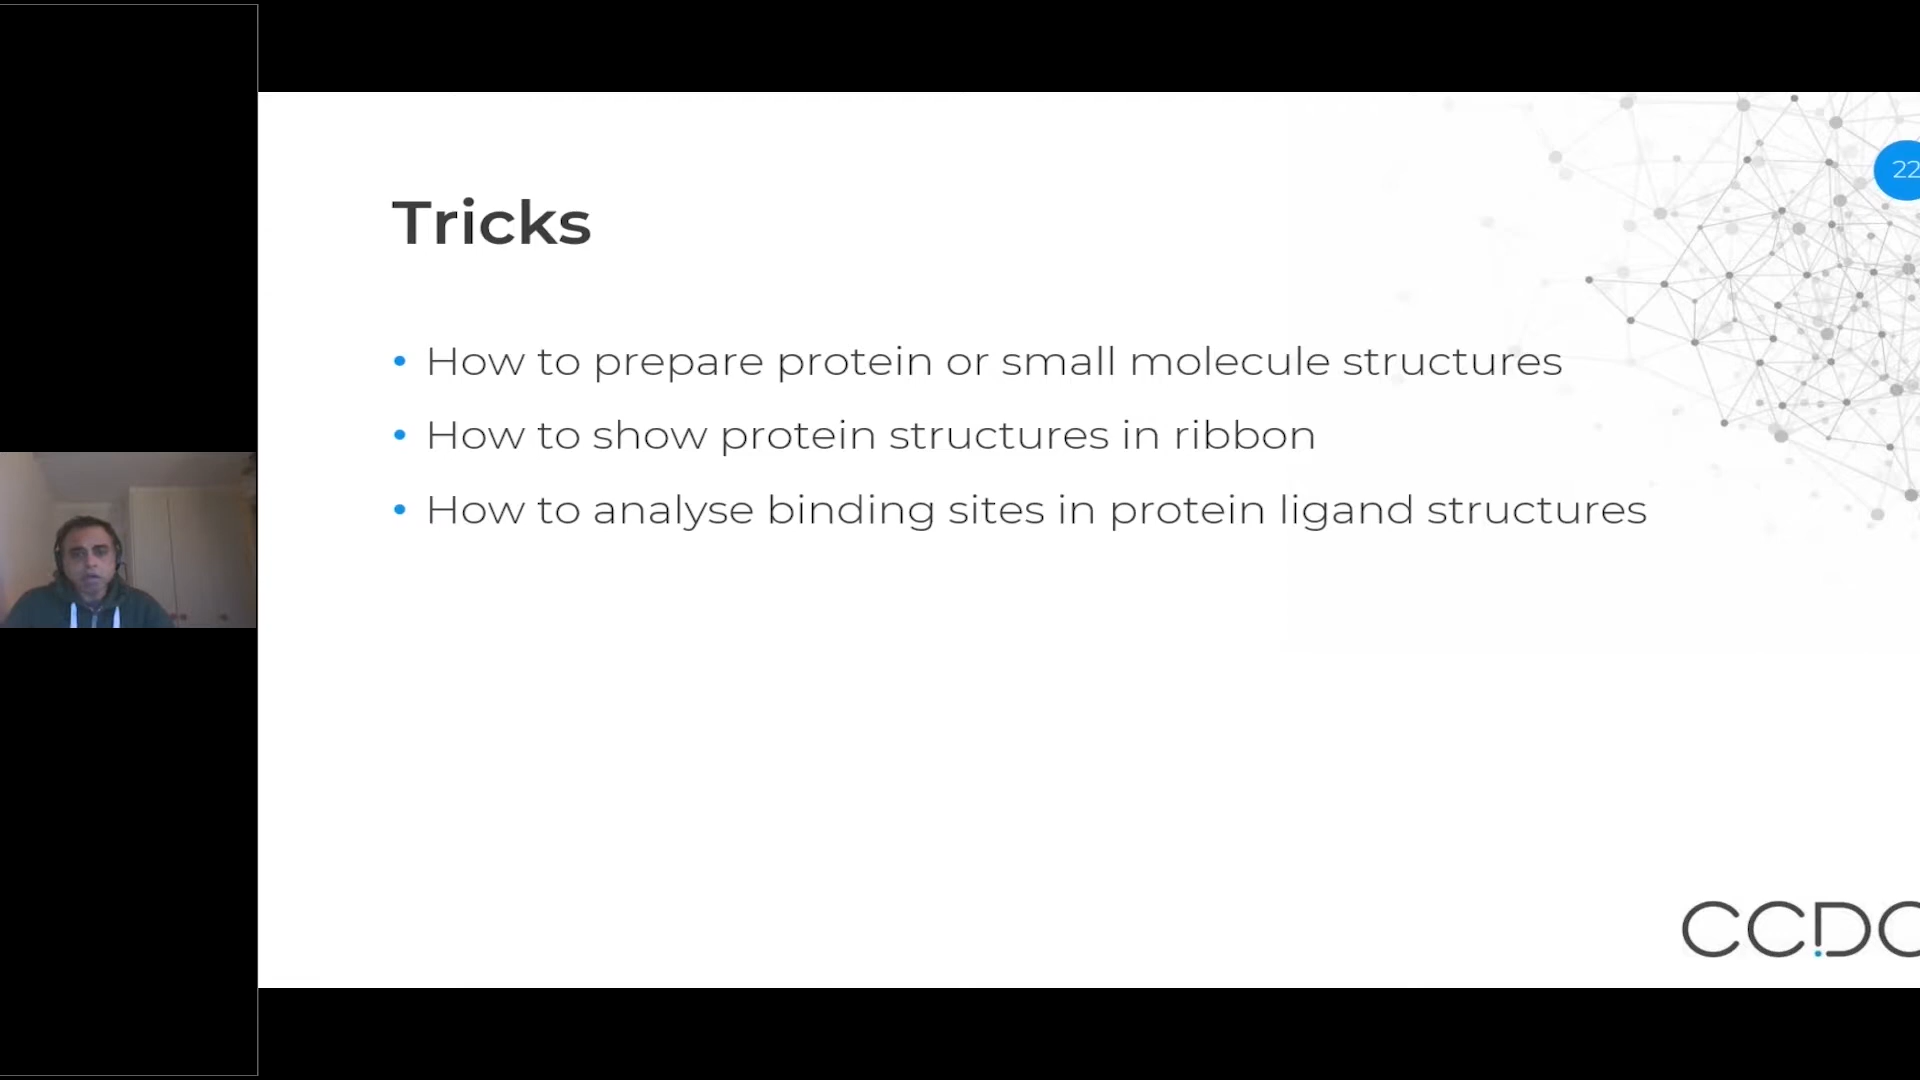 22
Tricks
• How to prepare protein or small molecule structures
• How to show protein structures in ribbon
• How to analyse binding sites in protein ligand structures
CCDC